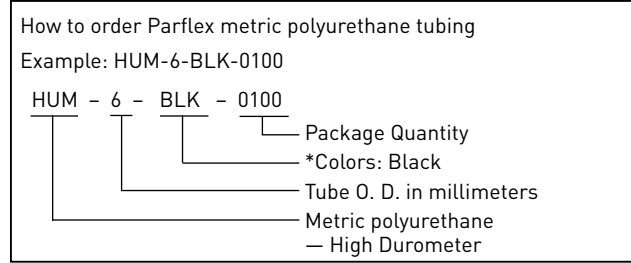 How to order Parflex metric polyurethane tubing
Example: HUM-6-BLK-0100
HUM – 6 – BLK – 0100
Package Quantity
*Colors: Black
Tube O. D. in millimeters
Metric polyurethane
— High Durometer